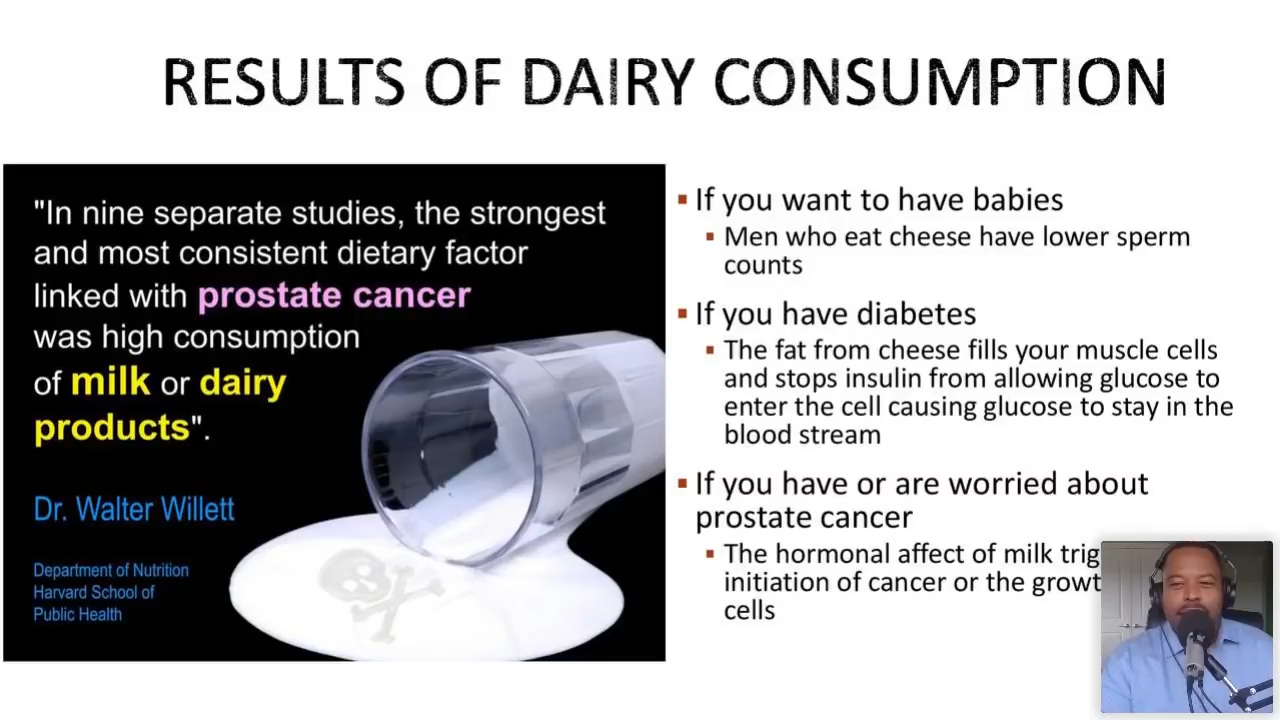 RESULTS OF DAIRY CONSUMPTION
"In nine separate studies, the strongest
and most consistent dietary factor
linked with prostate cancer
was high consumption
of milk or dairy
products".
Dr. Walter Willett
Department of Nutrition
Harvard School of
Public Health
If you want to have babies
Men who eat cheese have lower sperm
counts
If you have diabetes
The fat from cheese fills your muscle cells
and stops insulin from allowing glucose to
enter the cell causing glucose to stay in the
blood stream
If you have or are worried about
prostate cancer
The hormonal affect of milk
initiation of cancer or the
cells